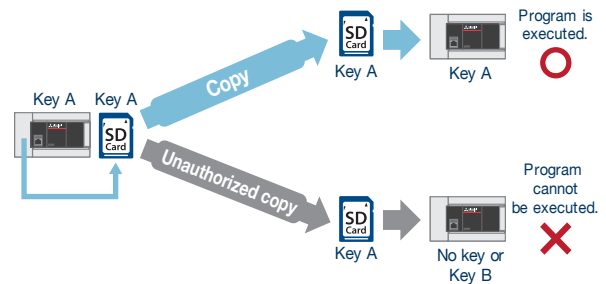 Key A
Key A
SD
Card
Copy
SD
Card
Key A
Key A
Program is
executed.
Unauthorized copy
SD
Card
Key A
No key or
Key B
Program
cannot
be executed.